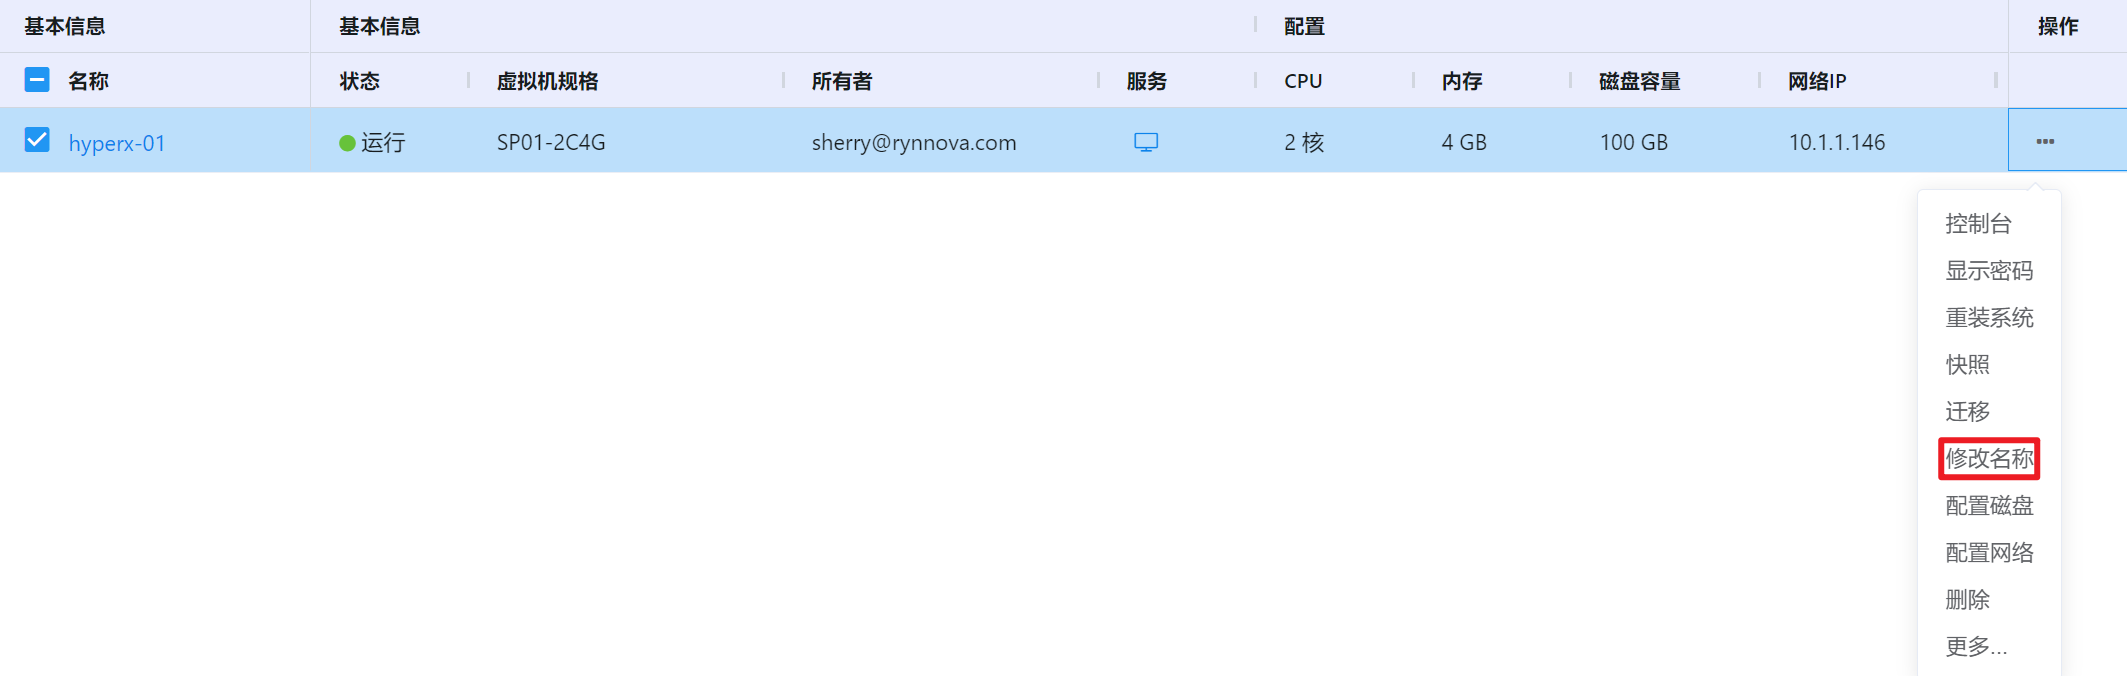 基本信息 基本信息 配置 操作
名称 状态 虚拟机规格 所有者 服务 CPU 内存 磁盘容量 网络IP
hyperx-01 运行 SP01-2C4G sherry@rynnova.com 2 核 4 GB 100 GB 10.1.1.146 •••
控制台
显示密码
重装系统
快照
迁移
修改名称
配置磁盘
配置网络
删除
更多...